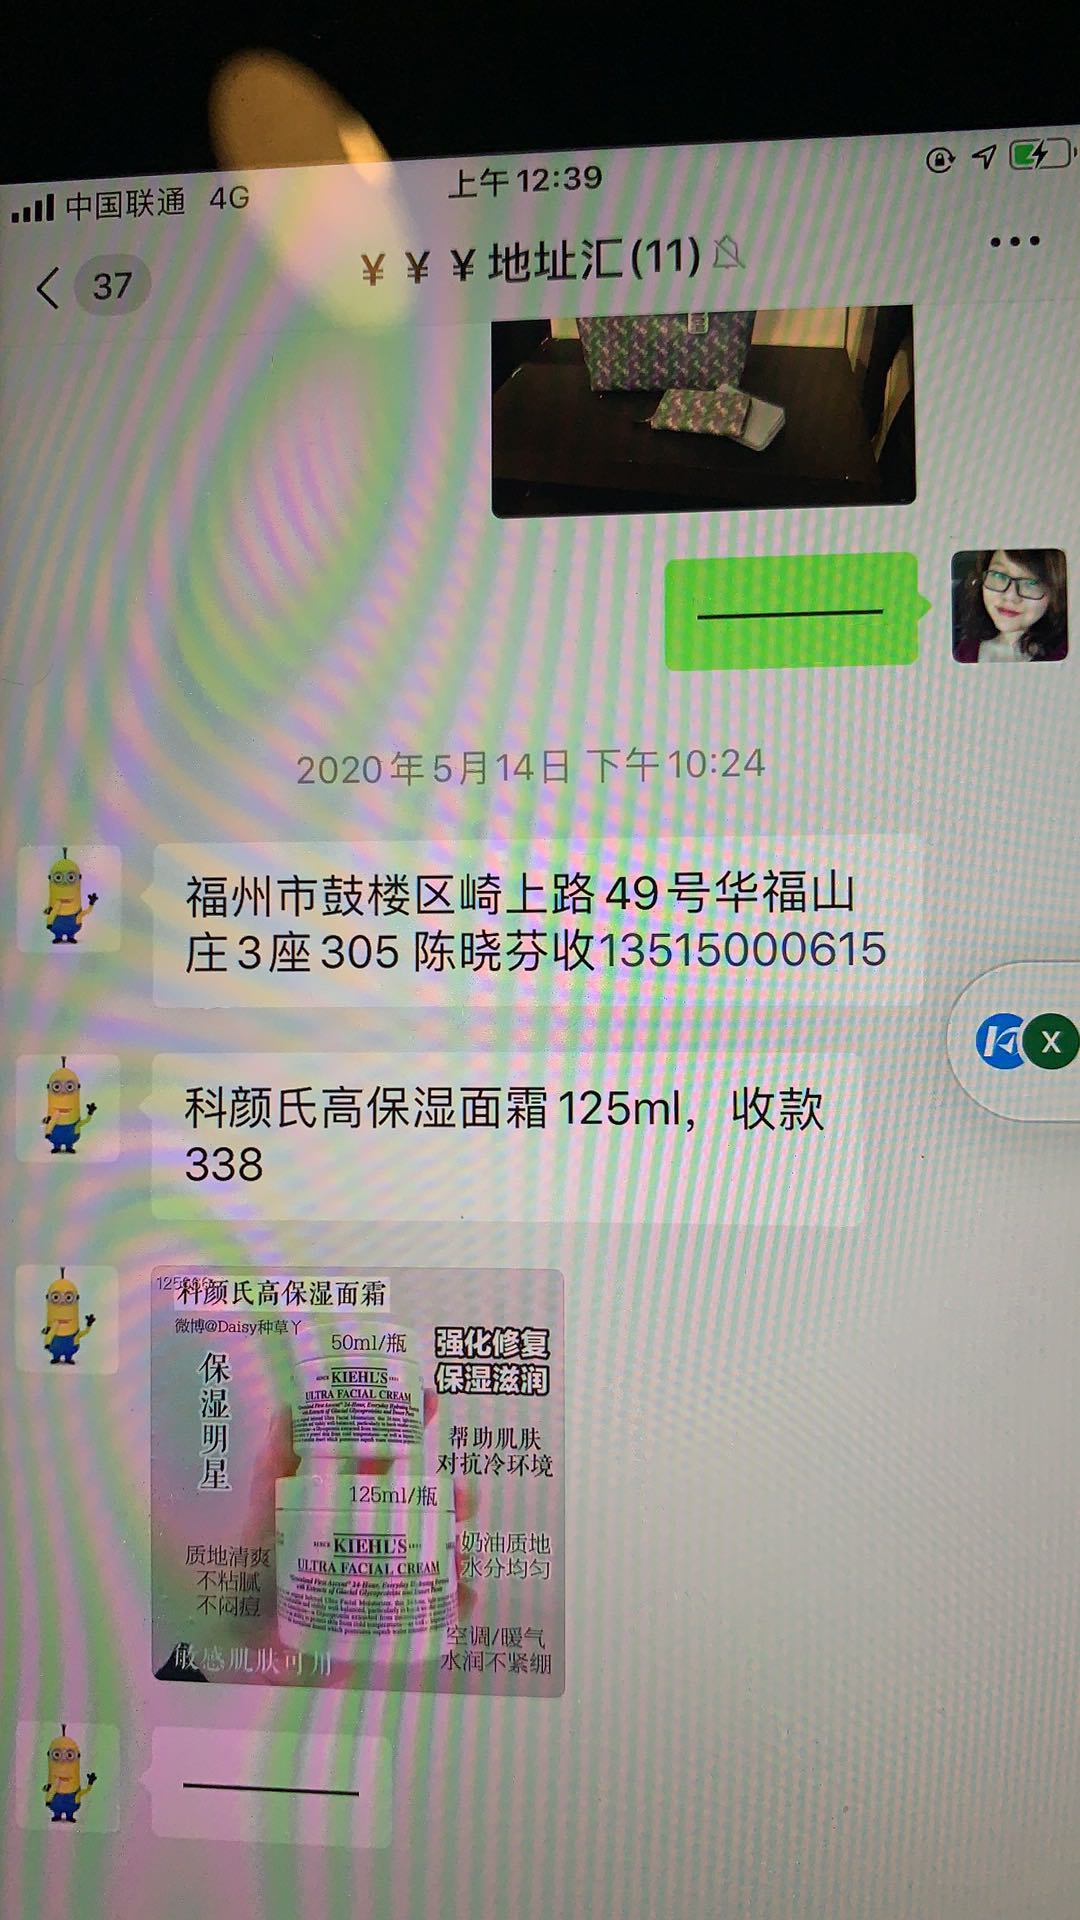 中国联通 4G
上午12:39
37
¥ ¥ ¥地址汇(11)
2020年5月14日 下午10:24
福州市鼓楼区崎上路49号华福山
庄3座305 陈晓芬收13515000615
X
科颜氏高保湿面霜125ml，收款
338
科颜氏高保湿面霜
微博@Daisy种草丫
50ml/瓶
强化修复
保湿滋润
保湿明星
KIEHL'S
ULTRA FACIAL CREAM
帮助肌肤
对抗冷环境
125ml/瓶
SINCE KIEHL'S
ULTRA FACIAL CREAM
奶油质地
水分均匀
质地清爽
不粘腻
不闷痘
空调/暖气
水润不紧绷
敏感肌肤可用